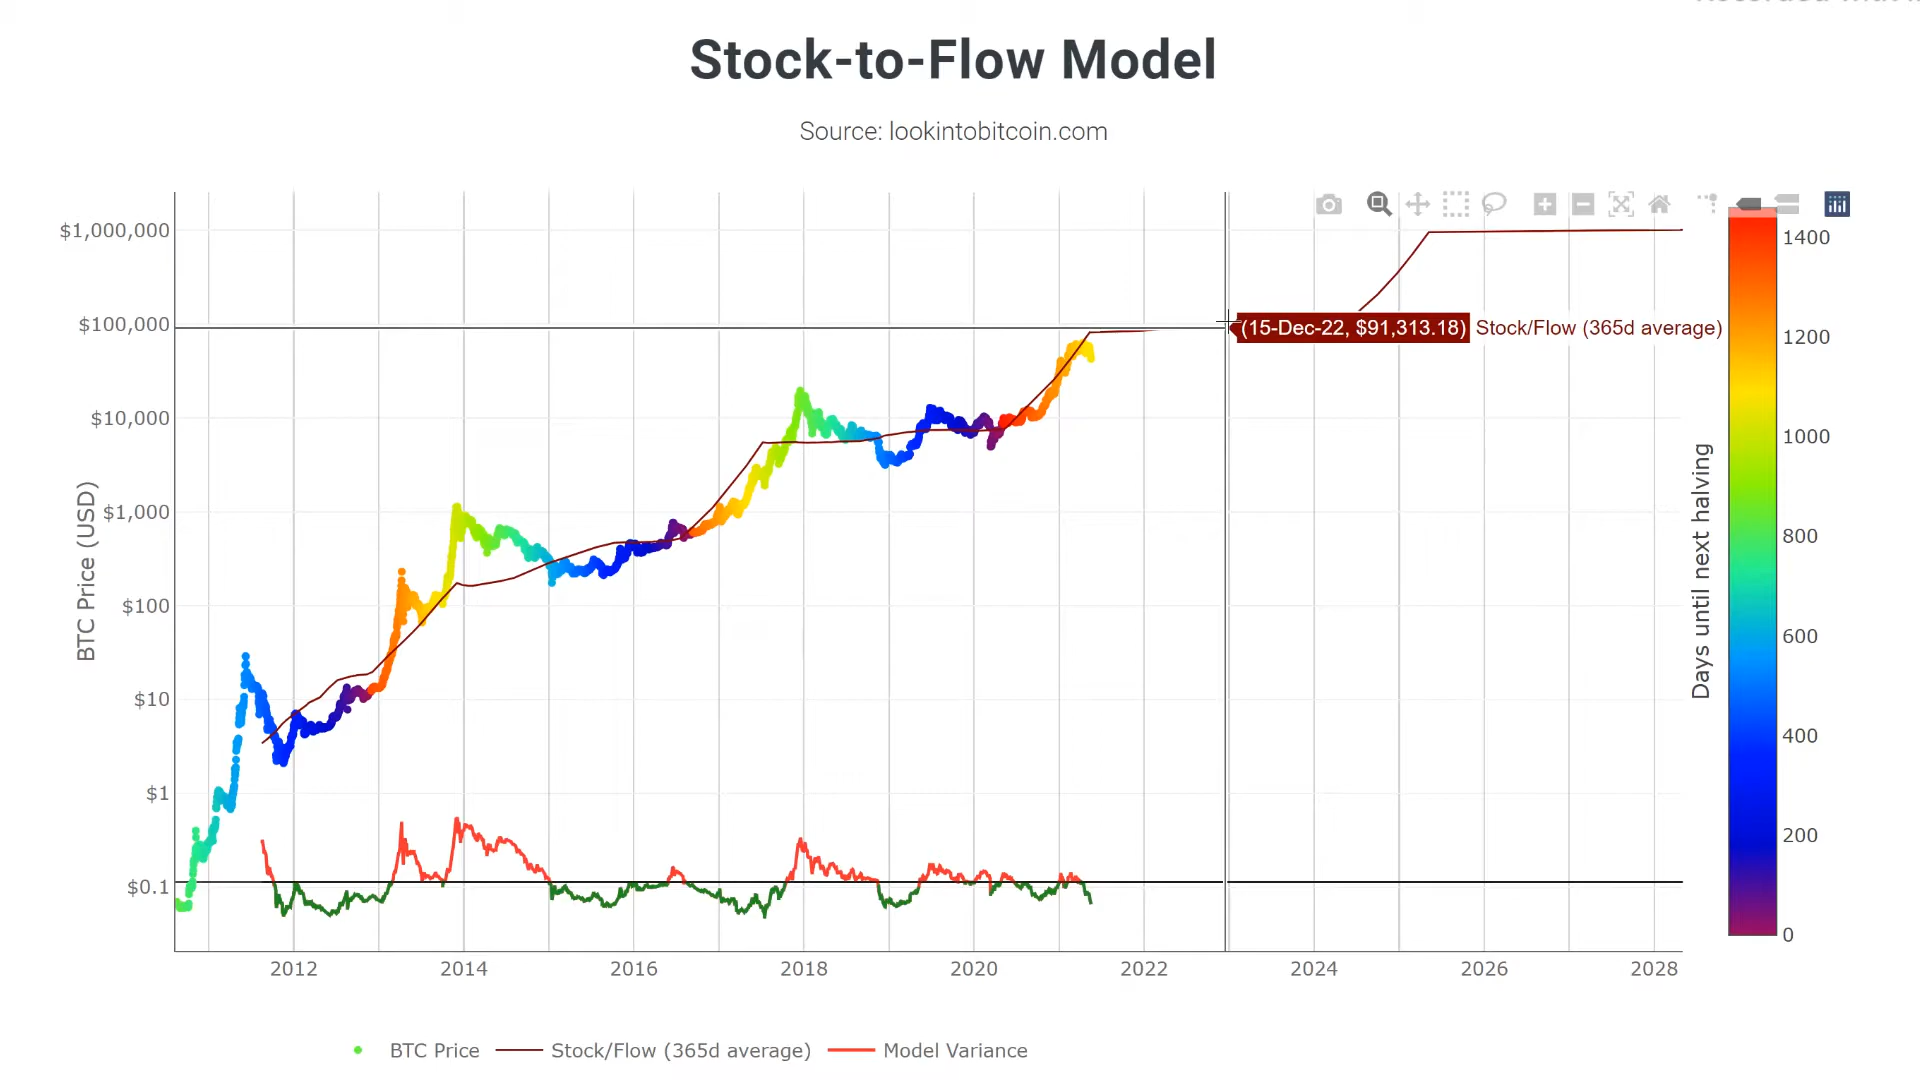 Stock-to-Flow Model
Source: lookintobitcoin.com
$1,000,000
$100,000
$10,000
$1,000
$100
$10
$1
$0.1
BTC Price (USD)
(15-Dec-22, $91,313.18) Stock/Flow (365d average)
2012 2014 2016 2018 2020 2022 2024 2026 2028
1400
1200
1000
800
600
400
200
0
Days until next halving
BTC Price Stock/Flow (365d average) Model Variance